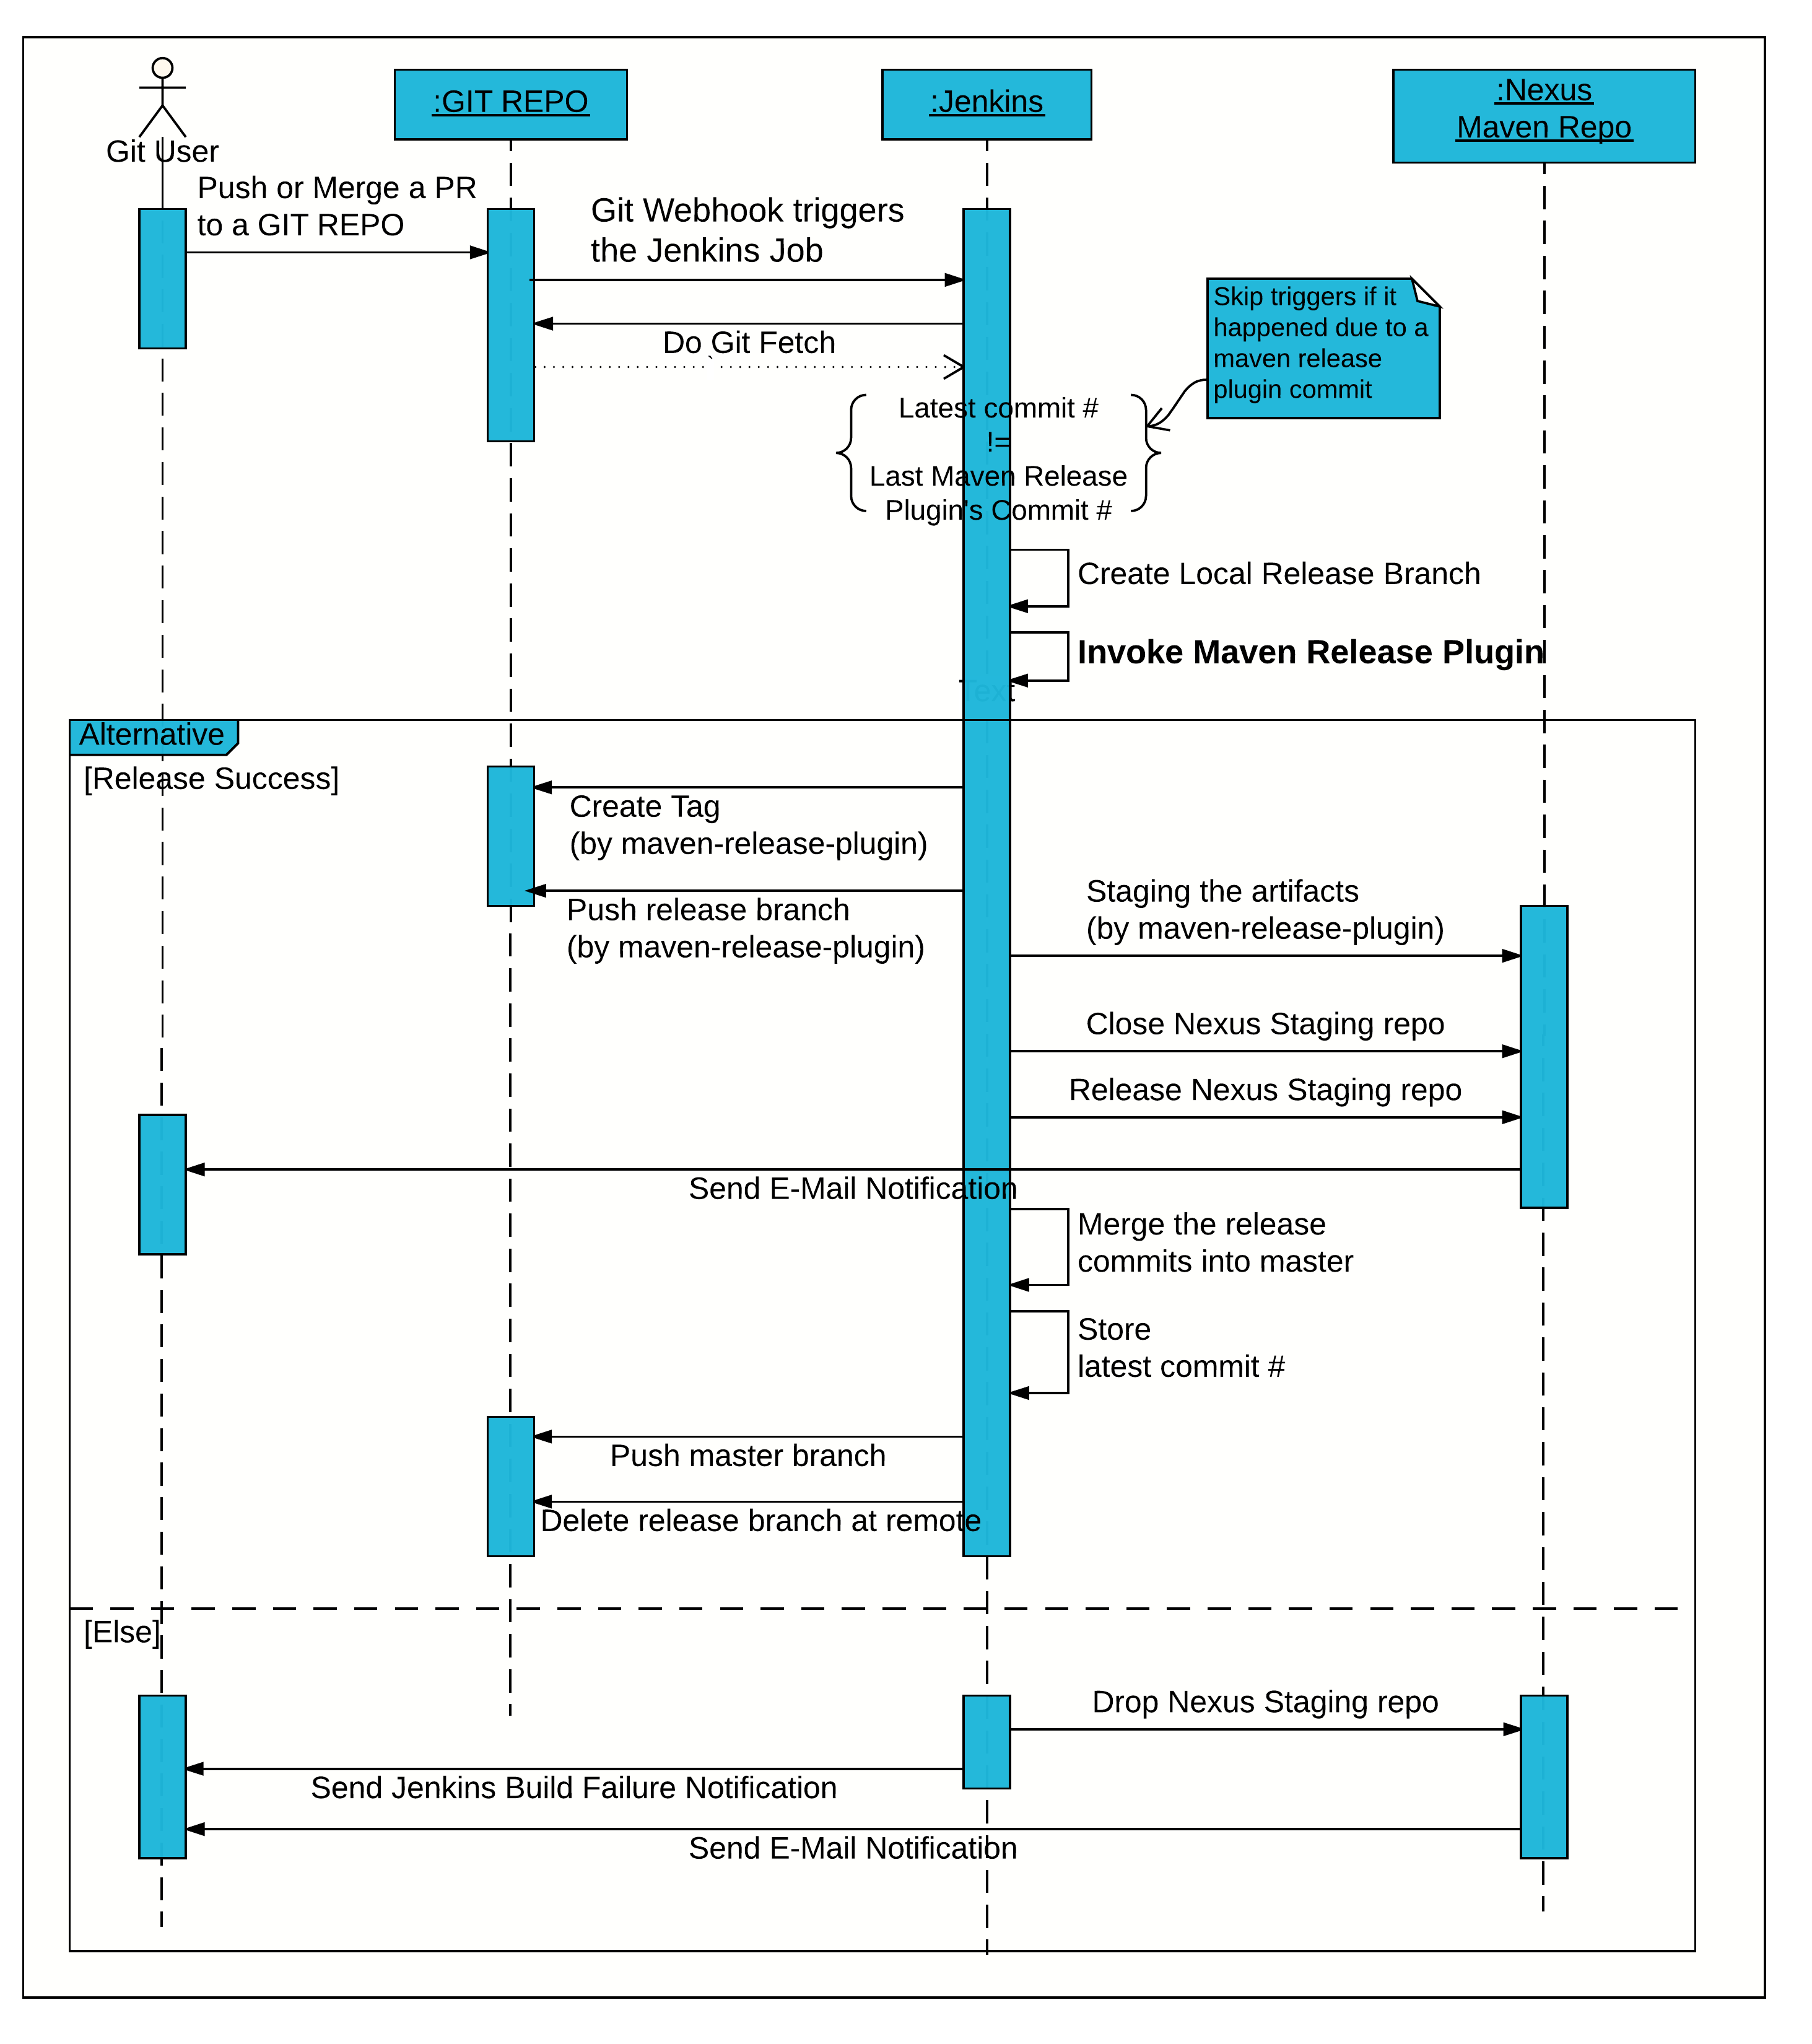 Git User
:GIT REPO
:Jenkins
:Nexus
Maven Repo
Push or Merge a PR
to a GIT REPO
Git Webhook triggers
the Jenkins Job
Do Git Fetch
`
Skip triggers if it
happened due to a
maven release
plugin commit
Latest commit #
!=
Last Maven Release
Plugin's Commit #
Create Local Release Branch
Invoke Maven Release Plugin
Text
Alternative
[Release Success]
Create Tag
(by maven-release-plugin)
Push release branch
(by maven-release-plugin)
Staging the artifacts
(by maven-release-plugin)
Close Nexus Staging repo
Release Nexus Staging repo
Send E-Mail Notification
Merge the release
commits into master
Store
latest commit #
Push master branch
Delete release branch at remote
[Else]
Drop Nexus Staging repo
Send Jenkins Build Failure Notification
Send E-Mail Notification